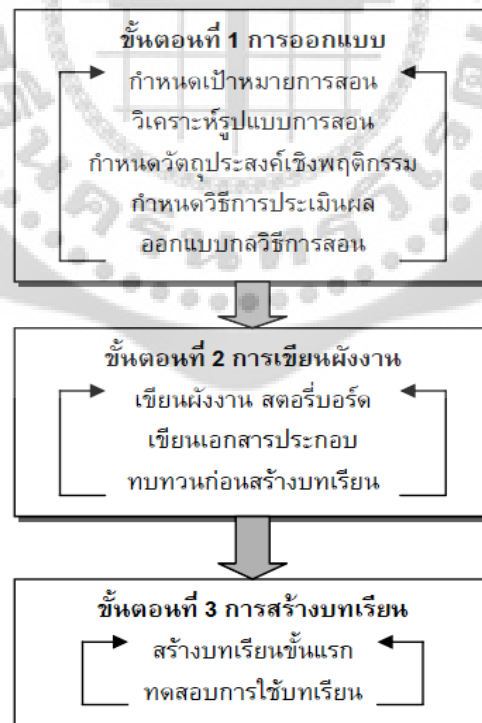 ขั้นตอนที่ 1 การออกแบบ
กำหนดเป้าหมายการสอน
วิเคราะห์รูปแบบการสอน
กำหนดวัตถุประสงค์เชิงพฤติกรรม
กำหนดวิธีการประเมินผล
ออกแบบกลวิธีการสอน
ขั้นตอนที่ 2 การเขียนผังงาน
เขียนผังงาน สตอรี่บอร์ด
เขียนเอกสารประกอบ
ทบทวนก่อนสร้างบทเรียน
ขั้นตอนที่ 3 การสร้างบทเรียน
สร้างบทเรียนขั้นแรก
ทดสอบการใช้บทเรียน